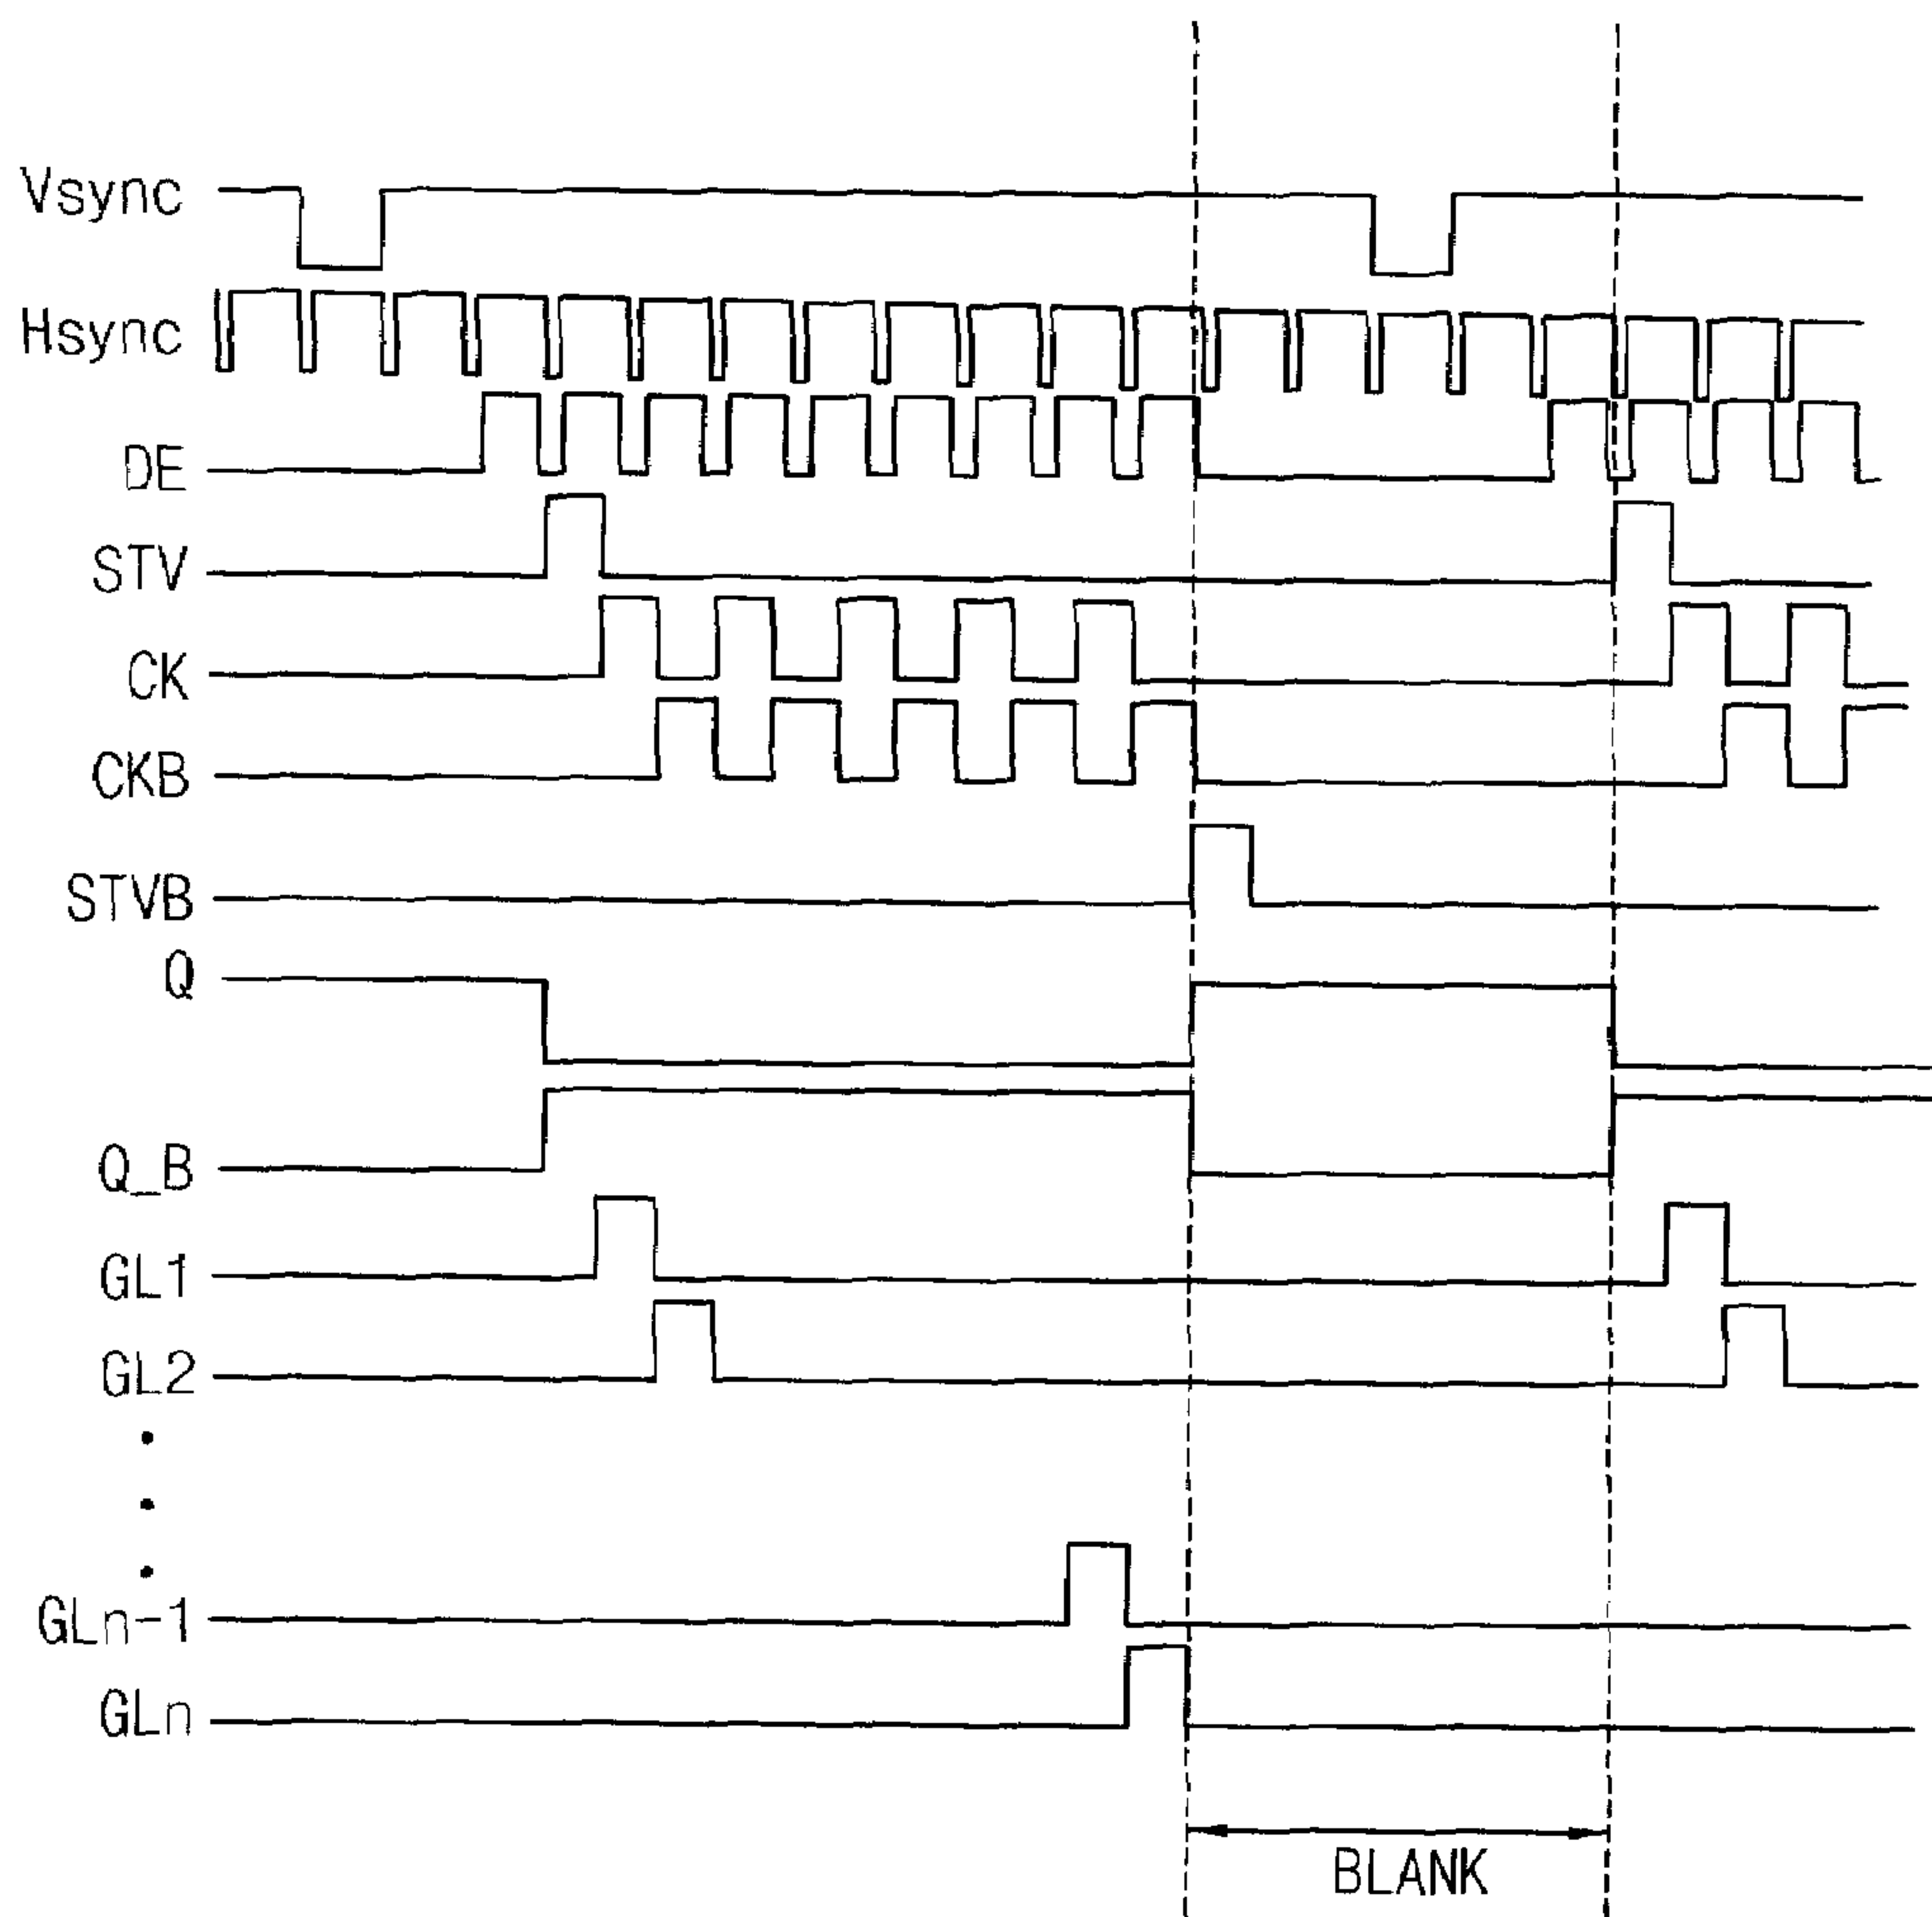 Vsync
Hsync
DE
STV
CK
CKB
STVB
Q
Q_B
GL1
GL2
GLn-1
GLn
BLANK